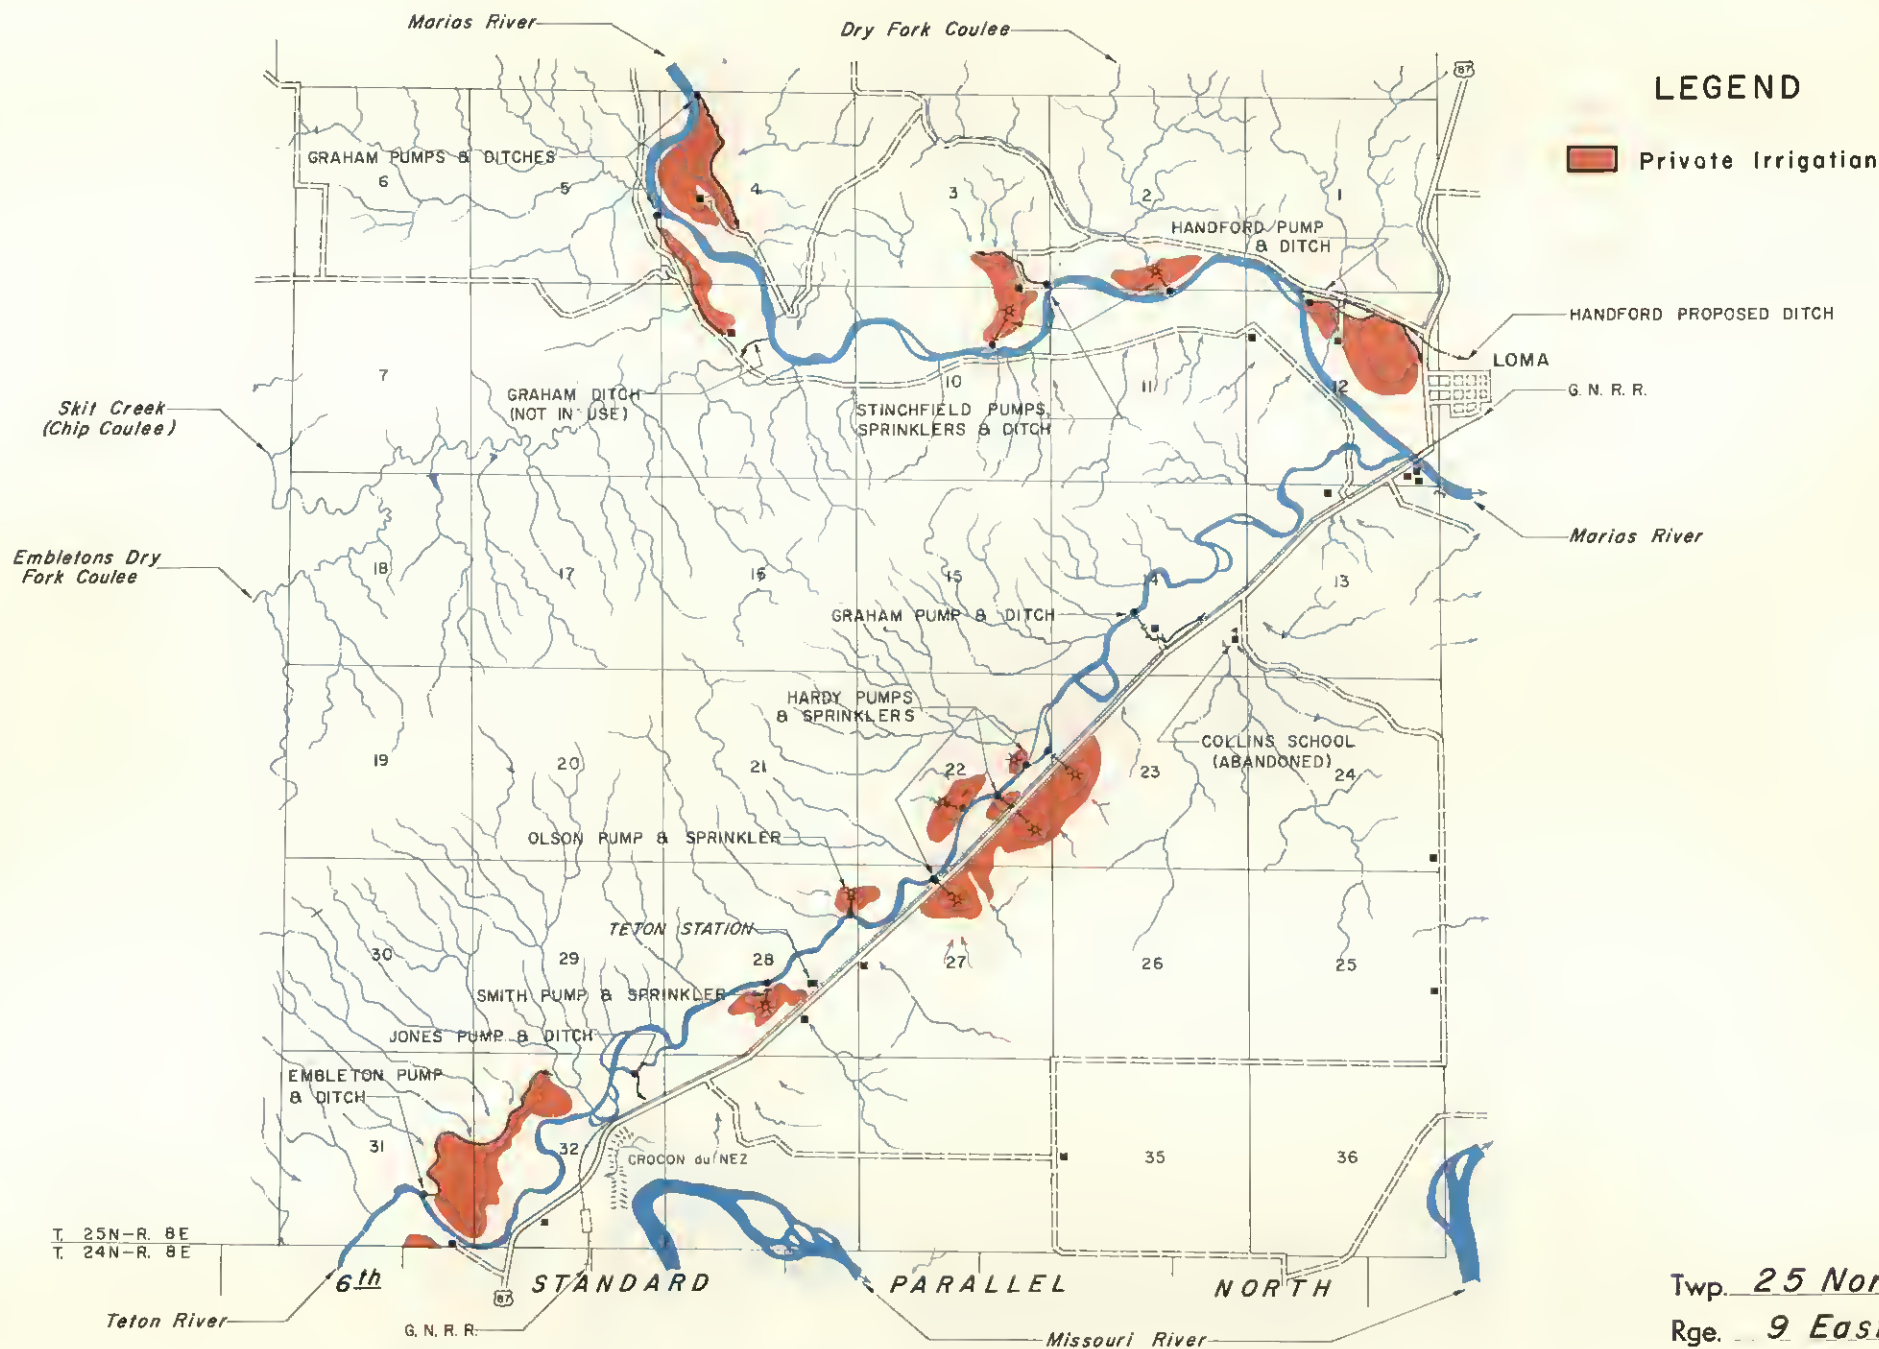 Marias River
Dry Fork Coulee
87
LEGEND
Private Irrigation
GRAHAM PUMPS & DITCHES
6
5
4
3
2
1
HANDFORD PUMP
& DITCH
HANDFORD PROPOSED DITCH
LOMA
G. N. R. R.
7
GRAHAM DITCH
(NOT IN USE)
10
11
12
STINCHFIELD PUMPS,
SPRINKLERS & DITCH
Skit Creek
(Chip Coulee)
Marias River
Embletons Dry
Fork Coulee
18
17
16
15
14
13
GRAHAM PUMP & DITCH
HARDY PUMPS
& SPRINKLERS
COLLINS SCHOOL
(ABANDONED)
19
20
21
22
23
24
OLSON PUMP & SPRINKLER
TETON STATION
30
29
28
27
26
25
SMITH PUMP & SPRINKLER
JONES PUMP & DITCH
EMBLETON PUMP
& DITCH
31
32
CROCON du NEZ
35
36
T. 25N-R. 8E
T. 24N-R. 8E
6th STANDARD PARALLEL NORTH
87
Teton River
G. N. R. R.
Missouri River
Twp. 25 Nor
Rge. 9 East